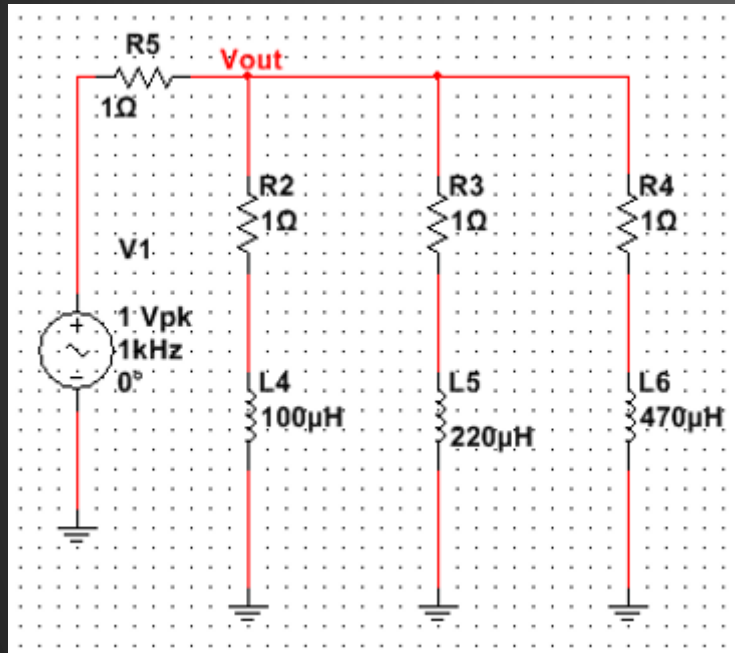 R5
Vout
1Ω
R2
1Ω
R3
1Ω
R4
1Ω
V1
1 Vpk
1kHz
0°
L4
100µH
L5
220µH
L6
470µH